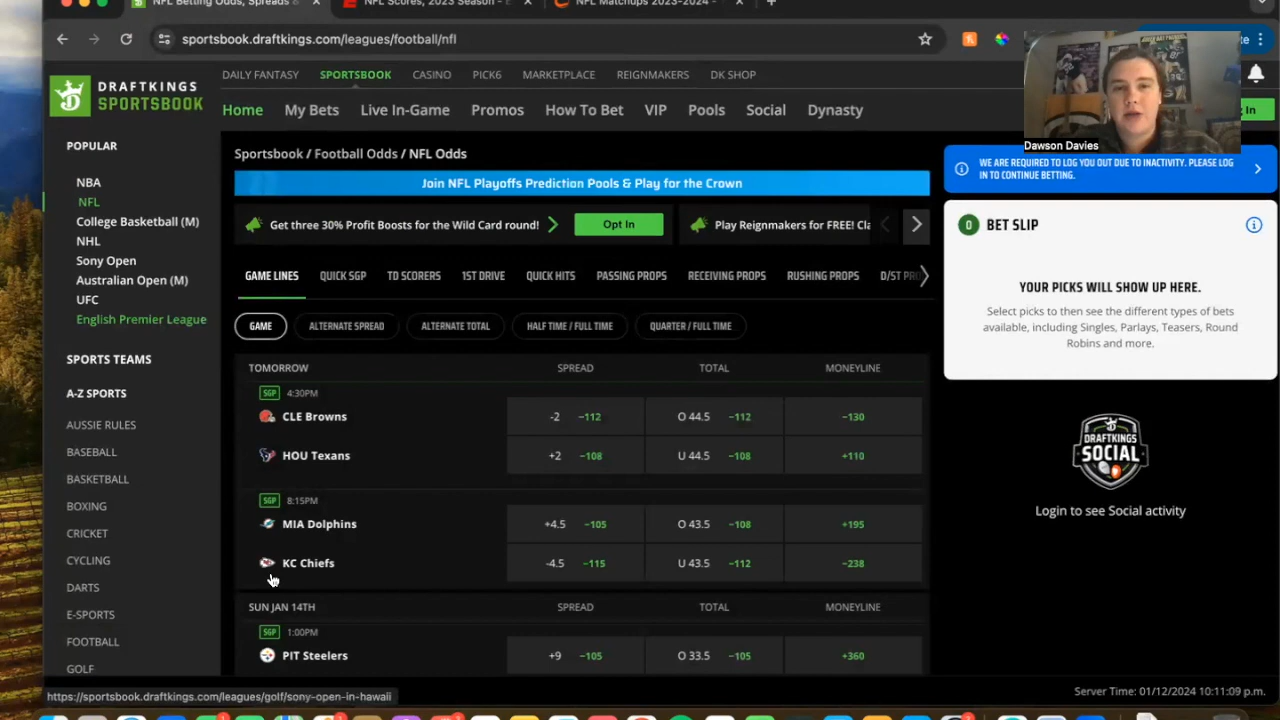 NFL Betting Odds, Spreads &
NFL Scores, 2023 Season - E
NFL Matchups 2023-2024 -
sportsbook.draftkings.com/leagues/football/nfl
DRAFTKINGS
SPORTSBOOK
DAILY FANTASY SPORTSBOOK CASINO PICK6 MARKETPLACE REIGNMAKERS DK SHOP
Home My Bets Live In-Game Promos How To Bet VIP Pools Social Dynasty
In
Dawson Davies
POPULAR
NBA
NFL
College Basketball (M)
NHL
Sony Open
Australian Open (M)
UFC
English Premier League
SPORTS TEAMS
A-Z SPORTS
AUSSIE RULES
BASEBALL
BASKETBALL
BOXING
CRICKET
CYCLING
DARTS
E-SPORTS
FOOTBALL
GOLF
Sportsbook / Football Odds / NFL Odds
Join NFL Playoffs Prediction Pools & Play for the Crown
Get three 30% Profit Boosts for the Wild Card round! Opt In Play Reignmakers for FREE! Cla
GAME LINES QUICK SGP TD SCORERS 1ST DRIVE QUICK HITS PASSING PROPS RECEIVING PROPS RUSHING PROPS D/ST PR
GAME ALTERNATE SPREAD ALTERNATE TOTAL HALF TIME / FULL TIME QUARTER / FULL TIME
TOMORROW SPREAD TOTAL MONEYLINE
SGP 4:30PM
CLE Browns -2 −112 O 44.5 −112 −130
HOU Texans +2 −108 U 44.5 −108 +110
SGP 8:15PM
MIA Dolphins +4.5 −105 O 43.5 −108 +195
KC Chiefs -4.5 −115 U 43.5 −112 −238
SUN JAN 14TH SPREAD TOTAL MONEYLINE
SGP 1:00PM
PIT Steelers +9 −105 O 33.5 −105 +360
WE ARE REQUIRED TO LOG YOU OUT DUE TO INACTIVITY. PLEASE LOG
IN TO CONTINUE BETTING.
0 BET SLIP
YOUR PICKS WILL SHOW UP HERE.
Select picks to then see the different types of bets
available, including Singles, Parlays, Teasers, Round
Robins and more.
DRAFTKINGS
SOCIAL
Login to see Social activity
https://sportsbook.draftkings.com/leagues/golf/sony-open-in-hawaii
Server Time: 01/12/2024 10:11:09 p.m.